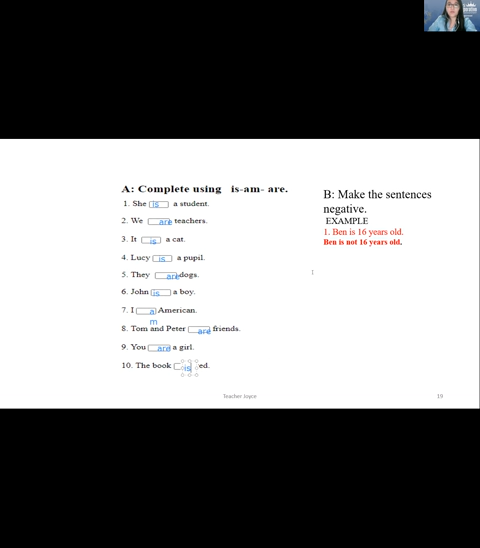 A: Complete using is-am- are.
1. She is a student.
2. We are teachers.
3. It is a cat.
4. Lucy is a pupil.
5. They are dogs.
6. John is a boy.
7. I a American.
m
8. Tom and Peter are friends.
9. You are a girl.
10. The book is ed.
B: Make the sentences
negative.
EXAMPLE
1. Ben is 16 years old.
Ben is not 16 years old.
Teacher Joyce
19